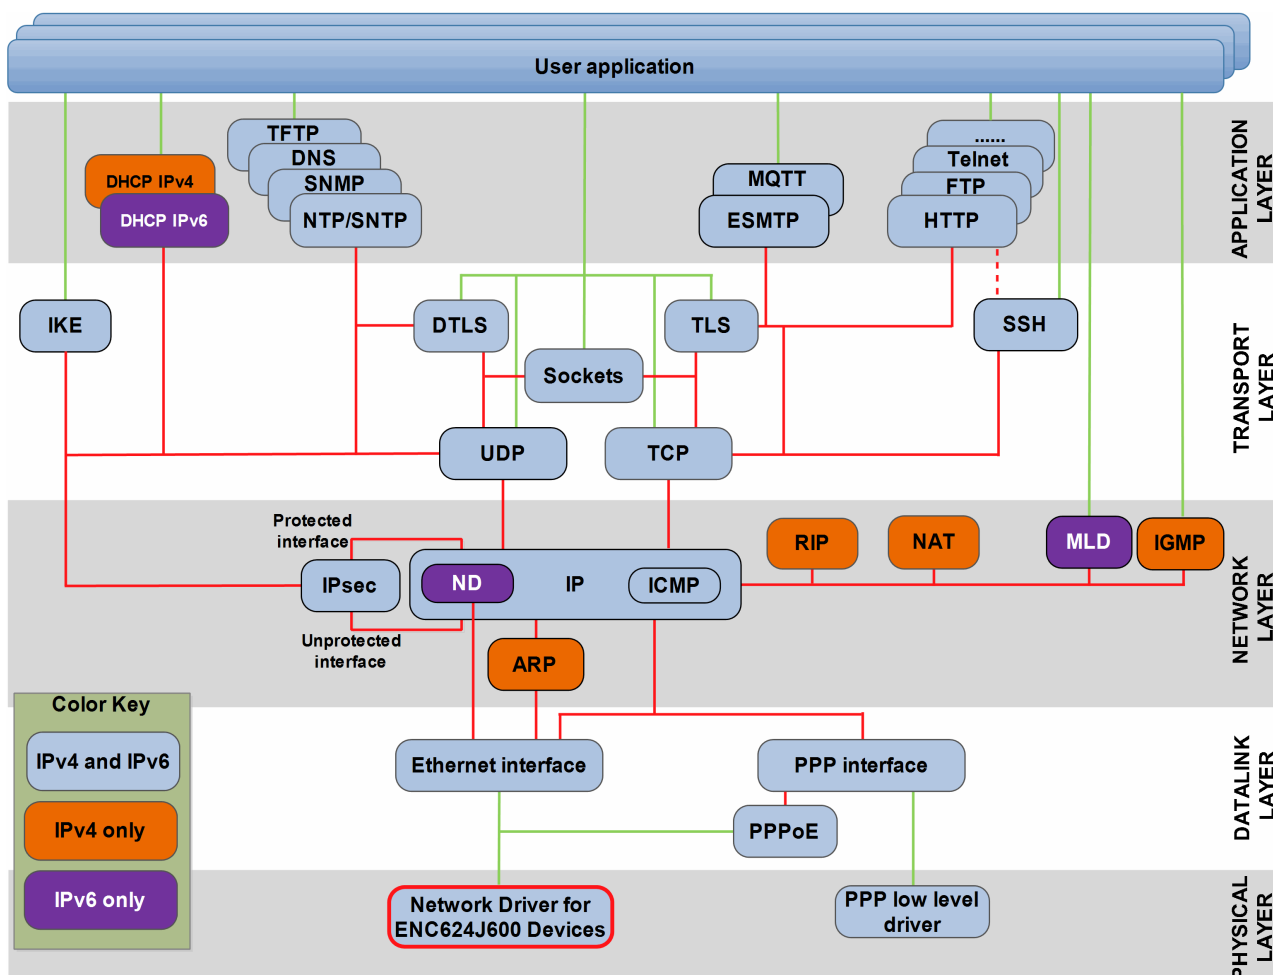 User application
APPLICATION
LAYER
TFTP
DNS
SNMP
NTP/SNTP
DHCP IPv4
DHCP IPv6
MQTT
ESMTP
......
Telnet
FTP
HTTP
TRANSPORT
LAYER
IKE
DTLS
TLS
SSH
Sockets
UDP
TCP
NETWORK
LAYER
Protected
interface
IPsec
Unprotected
interface
ND
IP
ICMP
RIP
NAT
MLD
IGMP
ARP
DATALINK
LAYER
Ethernet interface
PPP interface
PPPoE
PHYSICAL
LAYER
Network Driver for
ENC624J600 Devices
PPP low level
driver
Color Key
IPv4 and IPv6
IPv4 only
IPv6 only